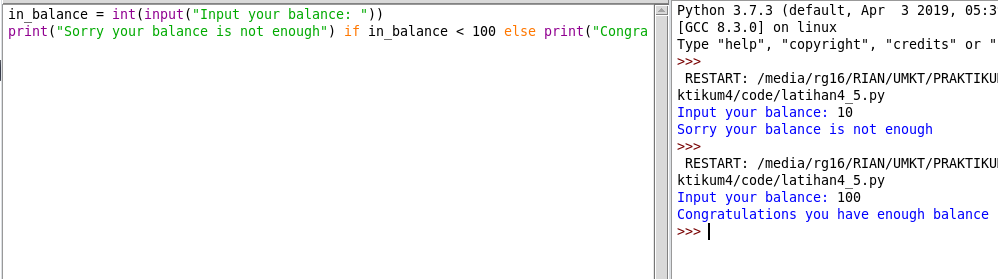 in_balance = int(input("Input your balance: "))
print("Sorry your balance is not enough") if in_balance < 100 else print("Congra
Python 3.7.3 (default, Apr  3 2019, 05:3
[GCC 8.3.0] on linux
Type "help", "copyright", "credits" or "
>>>
 RESTART: /media/rg16/RIAN/UMKT/PRAKTIKU
ktikum4/code/latihan4_5.py
Input your balance: 10
Sorry your balance is not enough
>>>
 RESTART: /media/rg16/RIAN/UMKT/PRAKTIKU
ktikum4/code/latihan4_5.py
Input your balance: 100
Congratulations you have enough balance
>>>